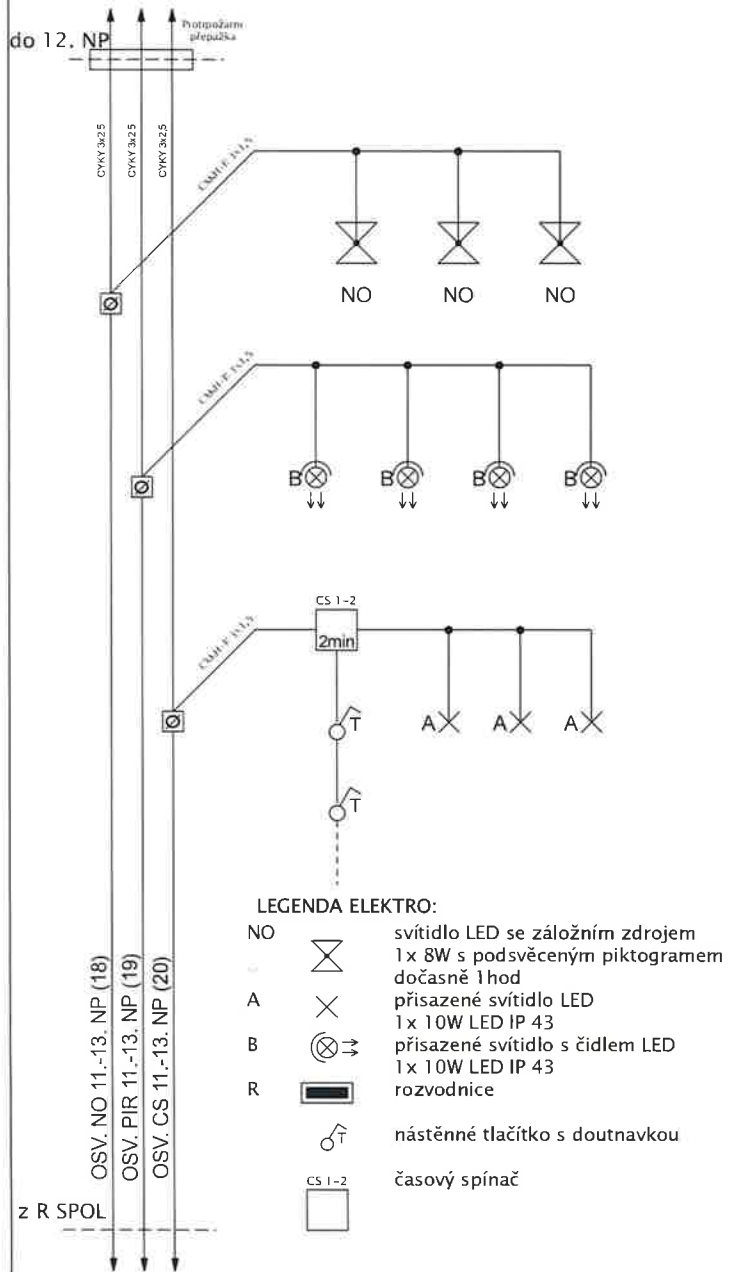 Protipožární
přepážka
do 12. NP
CYKY 3x2,5
CYKY 3x2,5
CYKY 3x2,5
NO
NO
NO
B
B
B
B
CS 1-2
2min
T
A
A
A
T
OSV. NO 11.-13. NP (18)
OSV. PIR 11.-13. NP (19)
OSV. CS 11.-13. NP (20)
z R SPOL
LEGENDA ELEKTRO:
NO svítidlo LED se záložním zdrojem
1x 8W s podsvěceným piktogramem
dočasně 1hod
A přisazené svítidlo LED
1x 10W LED IP 43
B přisazené svítidlo s čidlem LED
1x 10W LED IP 43
R rozvodnice
T nástěnné tlačítko s doutnavkou
CS 1-2 časový spínač